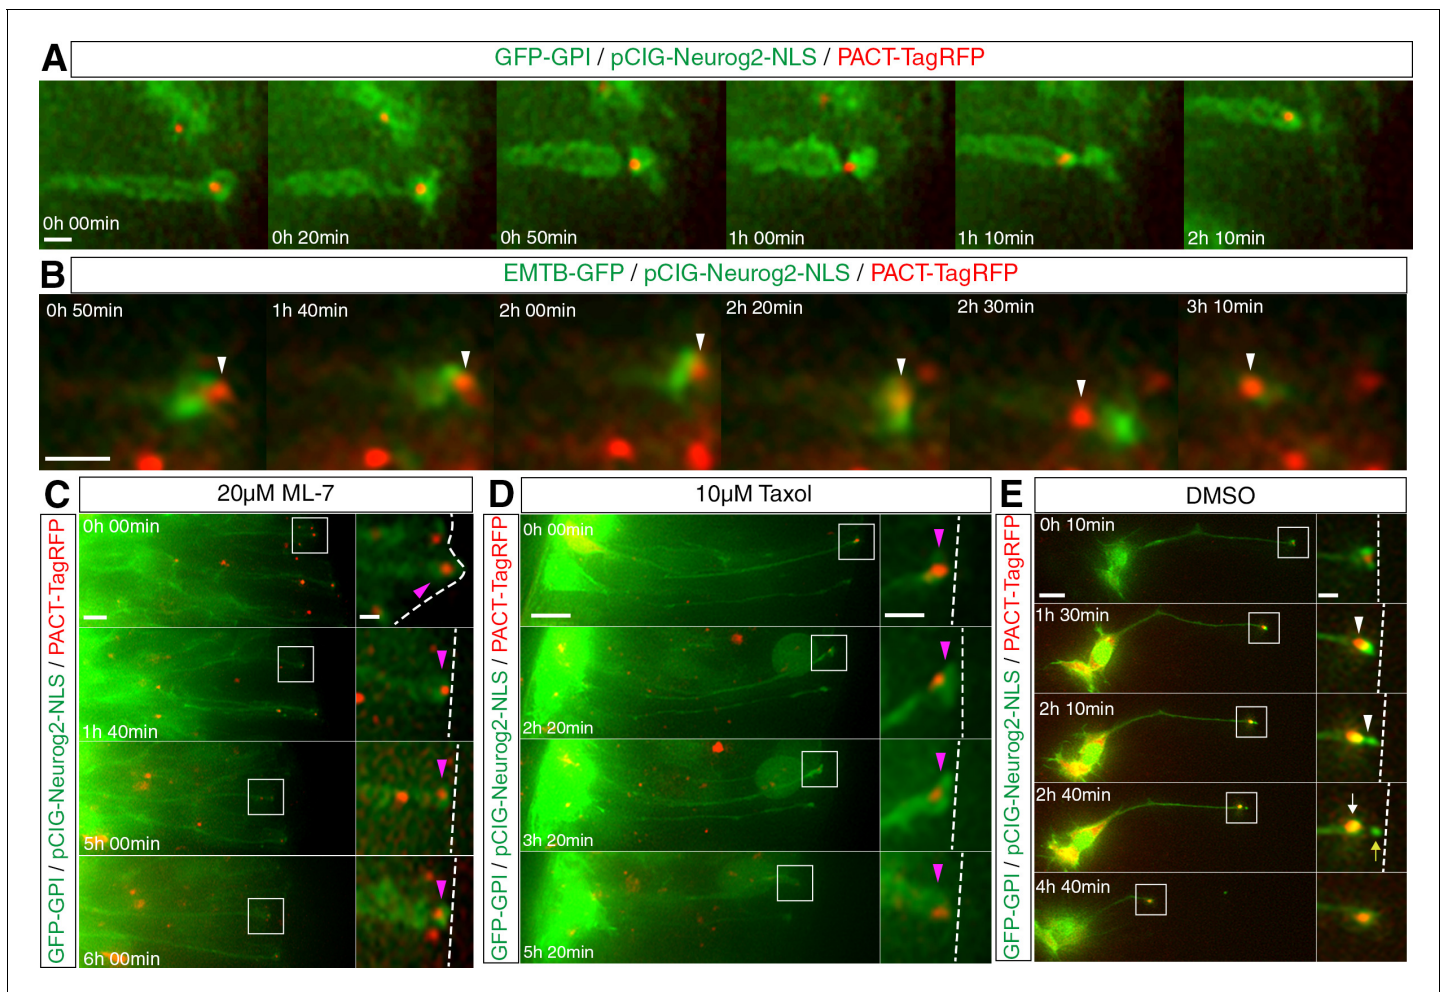 A
GFP-GPI / pCIG-Neurog2-NLS / PACT-TagRFP
0h 00min
0h 20min
0h 50min
1h 00min
1h 10min
2h 10min
B
EMTB-GFP / pCIG-Neurog2-NLS / PACT-TagRFP
0h 50min
1h 40min
2h 00min
2h 20min
2h 30min
3h 10min
C
20µM ML-7
GFP-GPI / pCIG-Neurog2-NLS / PACT-TagRFP
0h 00min
1h 40min
5h 00min
6h 00min
D
10µM Taxol
GFP-GPI / pCIG-Neurog2-NLS / PACT-TagRFP
0h 00min
2h 20min
3h 20min
5h 20min
E
DMSO
GFP-GPI / pCIG-Neurog2-NLS / PACT-TagRFP
0h 10min
1h 30min
2h 10min
2h 40min
4h 40min